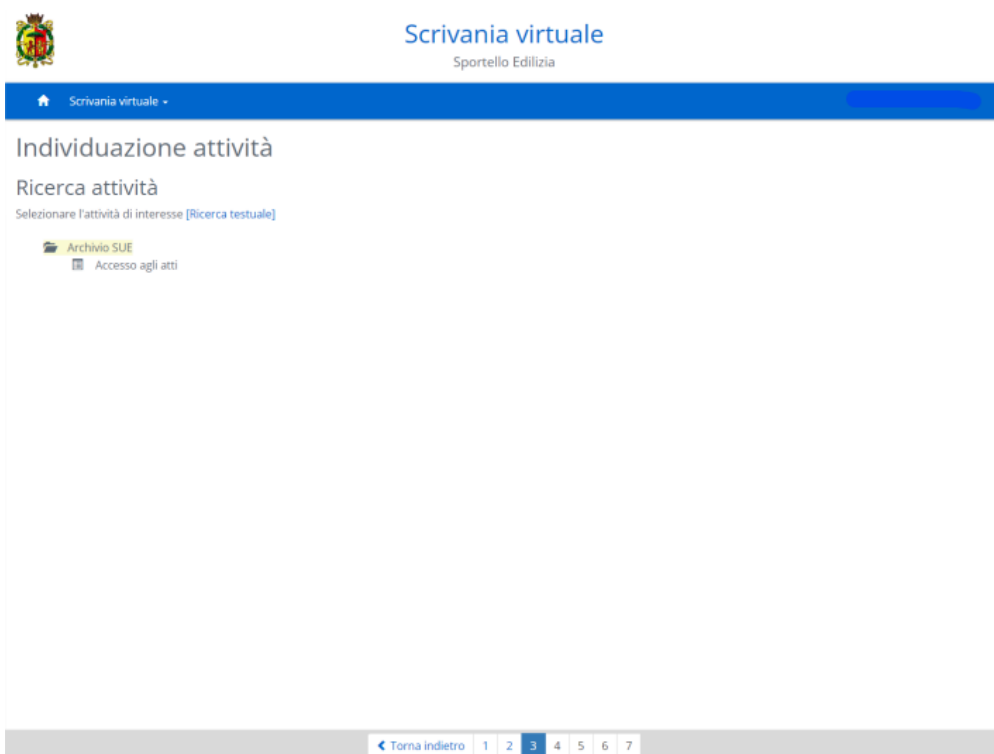 Scrivania virtuale
Sportello Edilizia
Scrivania virtuale
Individuazione attività
Ricerca attività
Selezionare l'attività di interesse [Ricerca testuale]
Archivio SUE
Accesso agli atti
Torna indietro 1 2 3 4 5 6 7